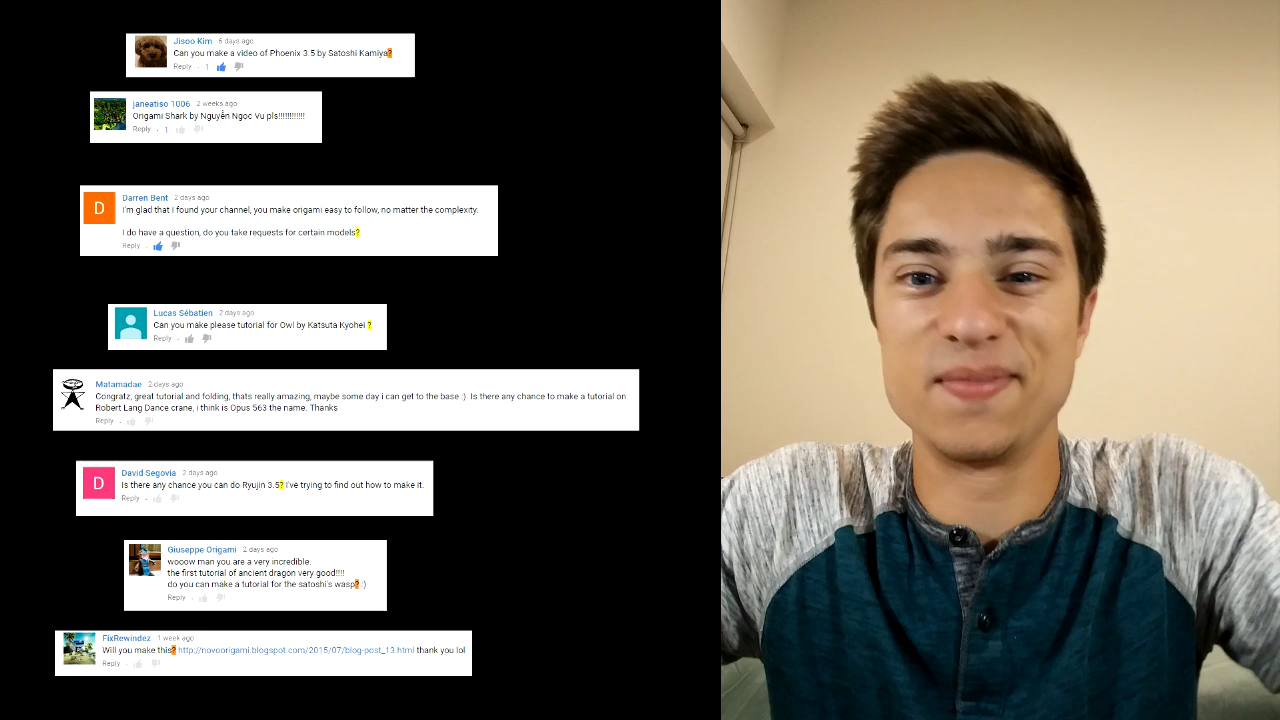 Jisoo Kim 6 days ago
Can you make a video of Phoenix 3.5 by Satoshi Kamiya?
Reply · 1
janeatiso 1006 2 weeks ago
Origami Shark by Nguyễn Ngọc Vu pls!!!!!!!!!!!!
Reply · 1
D
Darren Bent 2 days ago
I'm glad that I found your channel, you make origami easy to follow, no matter the complexity.
I do have a question, do you take requests for certain models?
Reply ·
Lucas Sébatien 2 days ago
Can you make please tutorial for Owl by Katsuta Kyohei ?
Reply ·
Matamadae 2 days ago
Congratz, great tutorial and folding, thats really amazing, maybe some day i can get to the base :). Is there any chance to make a tutorial on
Robert Lang Dance crane, i think is Opus 563 the name. Thanks
Reply ·
D
David Segovia 2 days ago
Is there any chance you can do Ryujin 3.5? I've trying to find out how to make it.
Reply ·
Giuseppe Origami 2 days ago
wooow man you are a very incredible.
the first tutorial of ancient dragon very good!!!!
do you can make a tutorial for the satoshi's wasp? :)
Reply ·
FixRewindez 1 week ago
Will you make this? http://novoorigami.blogspot.com/2015/07/blog-post_13.html thank you lol
Reply ·